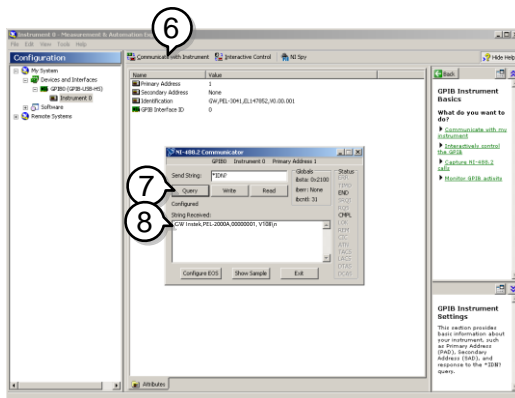 6
Instrument 0 - Measurement & Automation Exp
File Edit View Tools Help
Configuration
Communicate with Instrument Interactive Control NI Spy
Hide Help
My System
Devices and Interfaces
GPIB0 (GPIB-USB-HS)
Instrument 0
Software
Remote Systems
Name Value
Primary Address 1
Secondary Address None
Identification GW,PEL-3041,EL147052,V0.00.001
GPIB Interface ID 0
NI-488.2 Communicator
GPIB0 Instrument 0 Primary Address 1
Send String: *IDN?
7
Query Write Read
Configured
8
String Received:
GW Instek,PEL-2000A,00000001, V108\n
Configure EOS Show Sample Exit
Globals
ibsta: 0x2100
iberr: None
ibcntl: 31
Status
ERR
TIMO
END
SRQI
RQS
CMPL
LOK
REM
CIC
ATN
TACS
LACS
DTAS
DCAS
Attributes
Back
GPIB Instrument
Basics
What do you want to
do?
Communicate with my
instrument
Interactively control
the GPIB
Capture NI-488.2
calls
Monitor GPIB activity
GPIB Instrument
Settings
This section provides
basic information about
your instrument, such
as Primary Address
(PAD), Secondary
Address (SAD), and
response to the *IDN?
query.